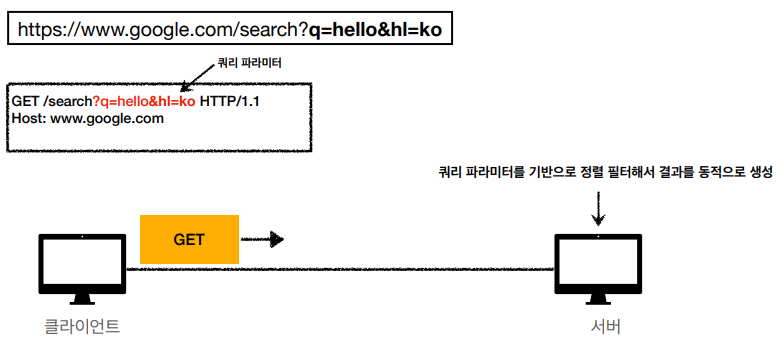 https://www.google.com/search?q=hello&hl=ko
쿼리 파라미터
GET /search?q=hello&hl=ko HTTP/1.1
Host: www.google.com
쿼리 파라미터를 기반으로 정렬 필터해서 결과를 동적으로 생성
GET
클라이언트
서버